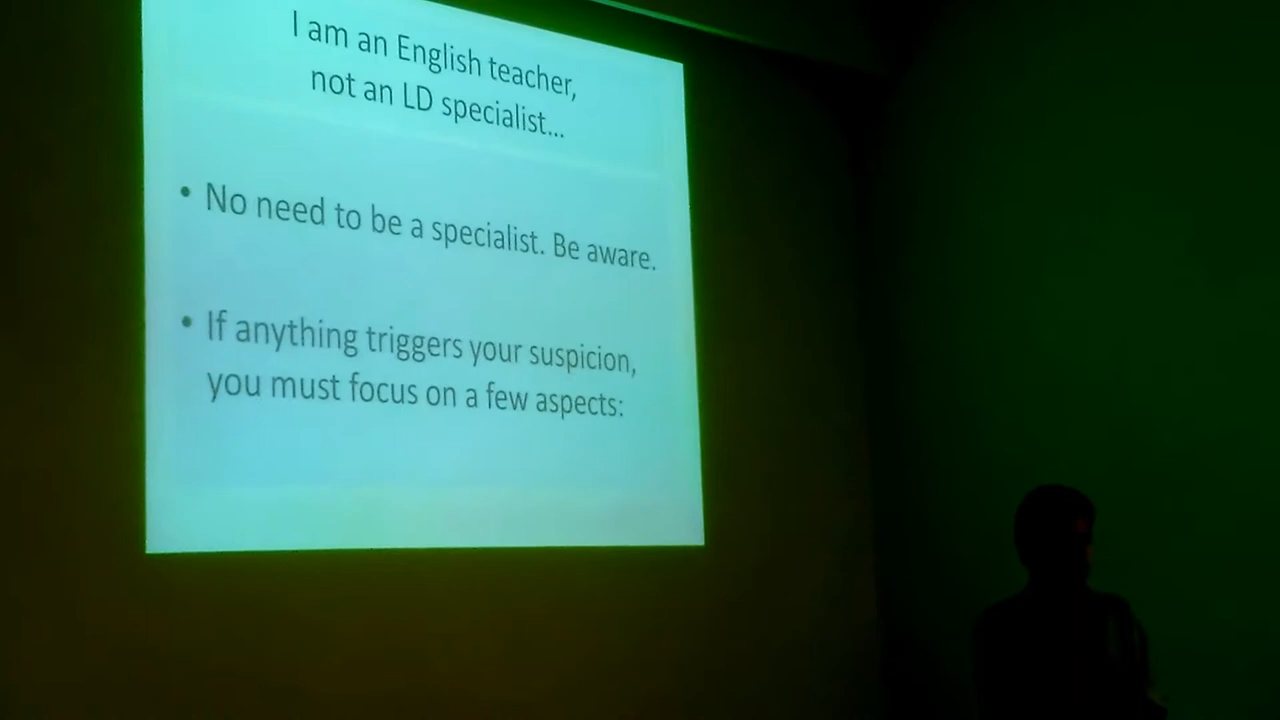 I am an English teacher,
not an LD specialist...
• No need to be a specialist. Be aware.
• If anything triggers your suspicion,
you must focus on a few aspects: